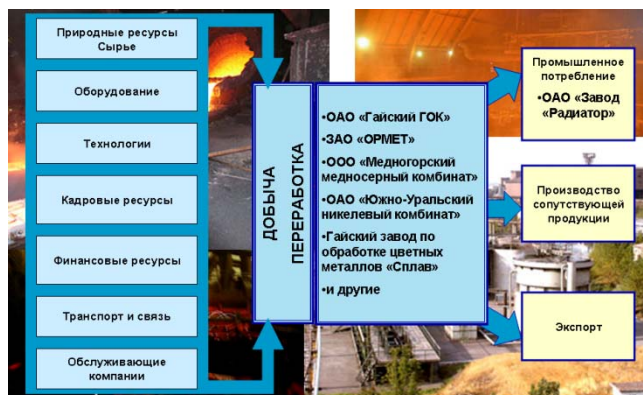 Природные ресурсы
Сырье
Оборудование
Технологии
Кадровые ресурсы
Финансовые ресурсы
Транспорт и связь
Обслуживающие
компании
ДОБЫЧА
ПЕРЕРАБОТКА
•ОАО «Гайский ГОК»
•ЗАО «ОРМЕТ»
•ООО «Медногорский
медносерный комбинат»
•ОАО «Южно-Уральский
никелевый комбинат»
•Гайский завод по
обработке цветных
металлов «Сплав»
•и другие
Промышленное
потребление
•ОАО «Завод
«Радиатор»
Производство
сопутствующей
продукции
Экспорт